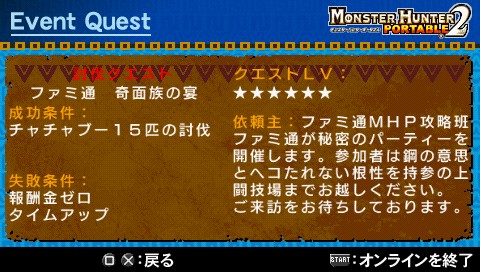 Event Quest
MONSTER HUNTER
PORTABLE 2
討伐クエスト
ファミ通　奇面族の宴
成功条件：
チャチャブー１５匹の討伐
失敗条件：
報酬金ゼロ
タイムアップ
クエストＬＶ：
★★★★★★
依頼主：ファミ通ＭＨＰ攻略班
ファミ通が秘密のパーティーを
開催します。参加者は鋼の意思
とへコたれない根性を持参の上
闘技場までお越しください。
ご来訪をお待ちしております。
□×:戻る
START:オンラインを終了